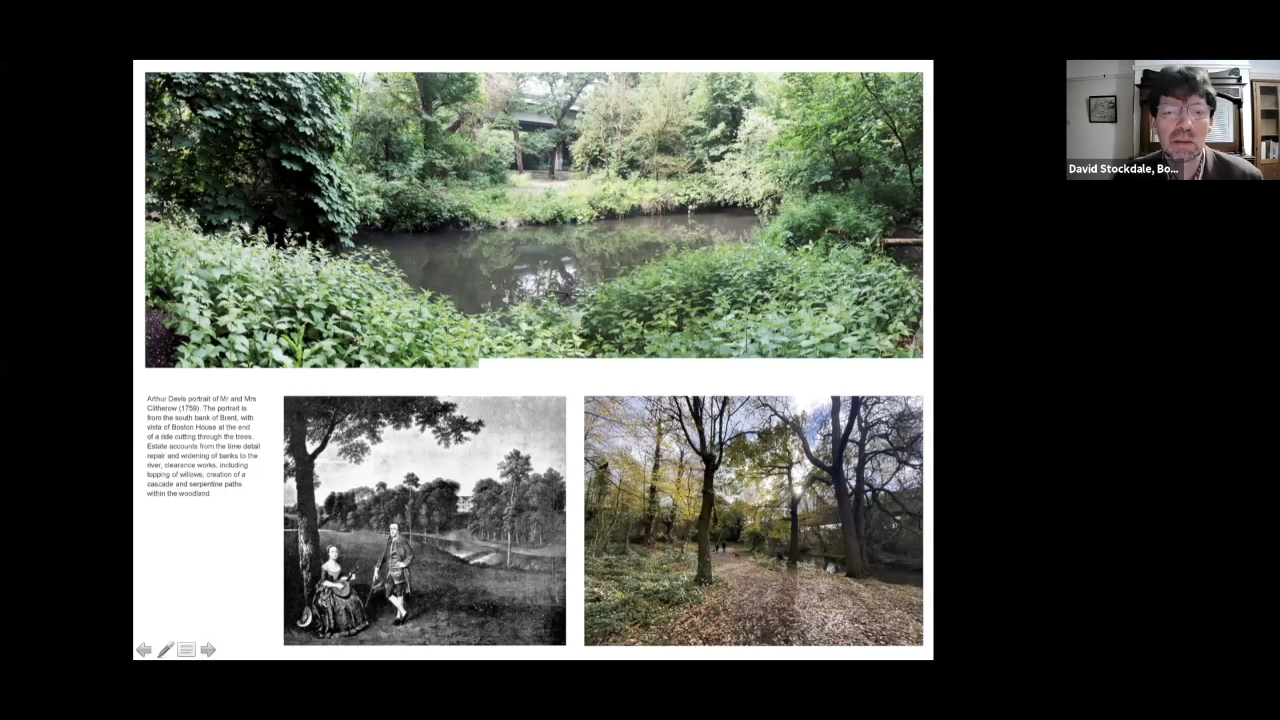 Arthur Devis portrait of Mr and Mrs
Clitherow (1759). The portrait is
from the south bank of Brent, with
vista of Boston House at the end
of a ride cutting through the trees.
Estate accounts from the time detail
repair and widening of banks to the
river, clearance works, including
lopping of willows, creation of a
cascade and serpentine paths
within the woodland.
David Stockdale, Bo...